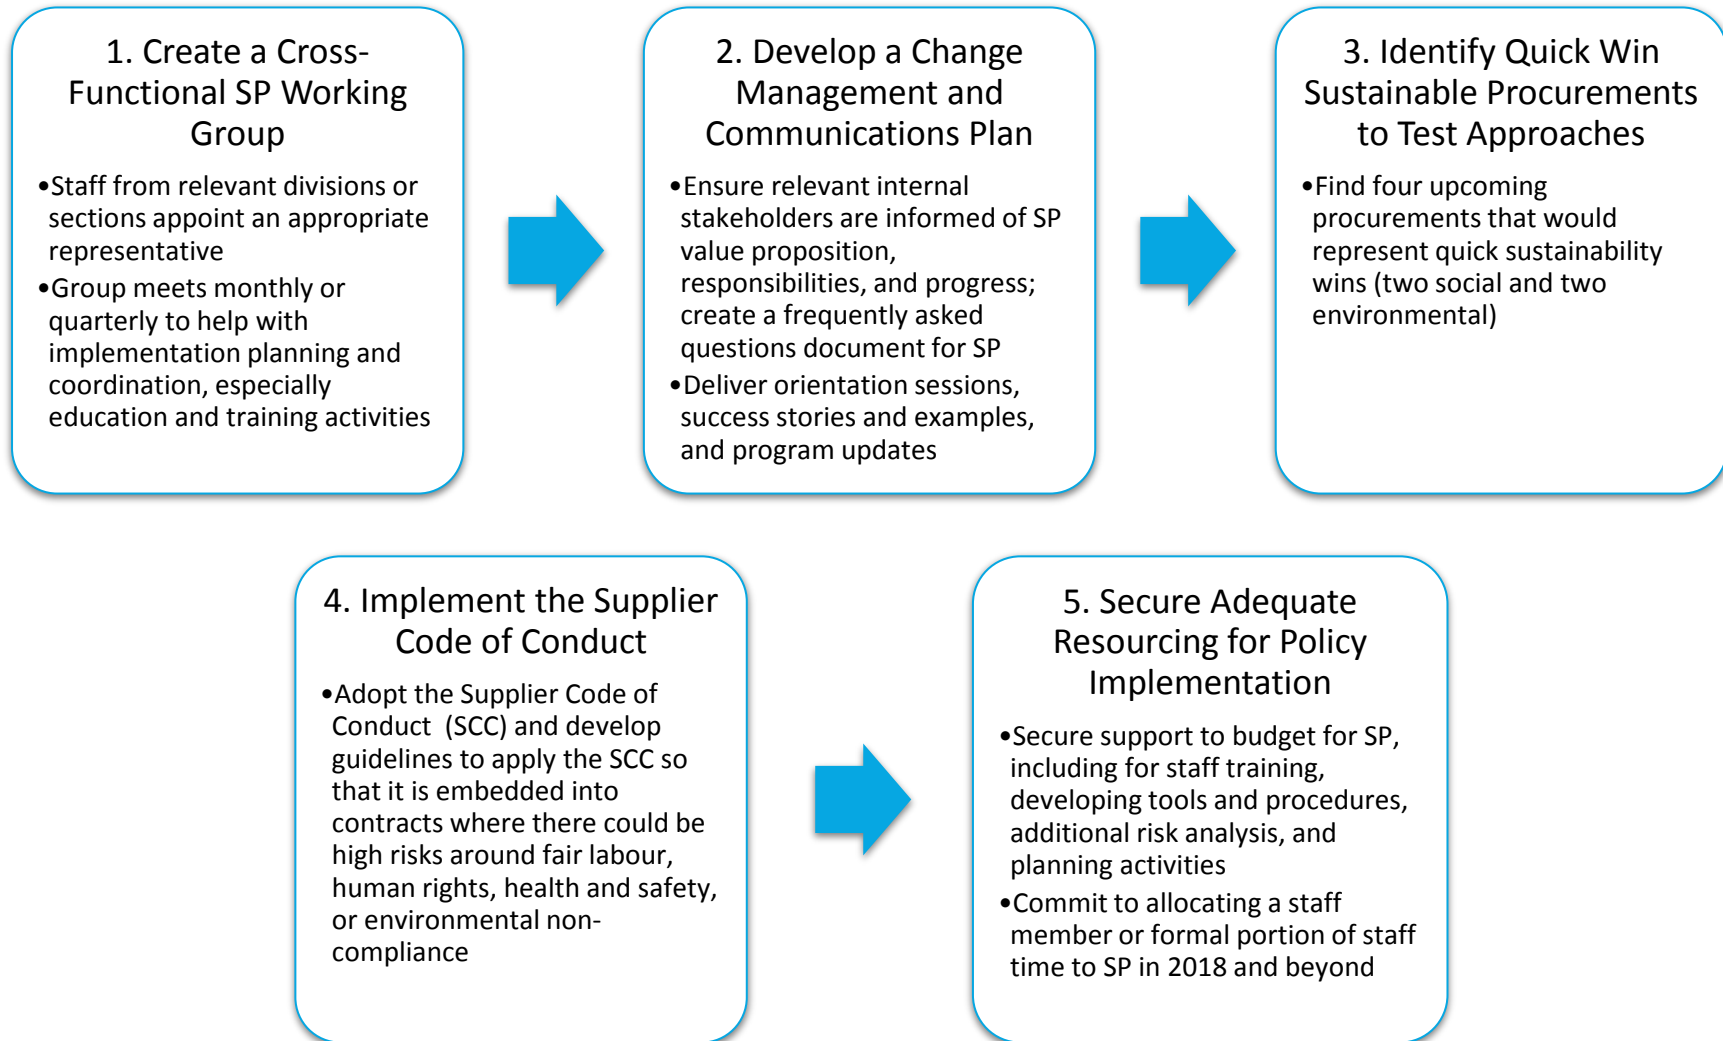 1. Create a Cross-
Functional SP Working
Group
•Staff from relevant divisions or
sections appoint an appropriate
representative
•Group meets monthly or
quarterly to help with
implementation planning and
coordination, especially
education and training activities
2. Develop a Change
Management and
Communications Plan
•Ensure relevant internal
stakeholders are informed of SP
value proposition,
responsibilities, and progress;
create a frequently asked
questions document for SP
•Deliver orientation sessions,
success stories and examples,
and program updates
3. Identify Quick Win
Sustainable Procurements
to Test Approaches
•Find four upcoming
procurements that would
represent quick sustainability
wins (two social and two
environmental)
4. Implement the Supplier
Code of Conduct
•Adopt the Supplier Code of
Conduct  (SCC) and develop
guidelines to apply the SCC so
that it is embedded into
contracts where there could be
high risks around fair labour,
human rights, health and safety,
or environmental non-
compliance
5. Secure Adequate
Resourcing for Policy
Implementation
•Secure support to budget for SP,
including for staff training,
developing tools and procedures,
additional risk analysis, and
planning activities
•Commit to allocating a staff
member or formal portion of staff
time to SP in 2018 and beyond